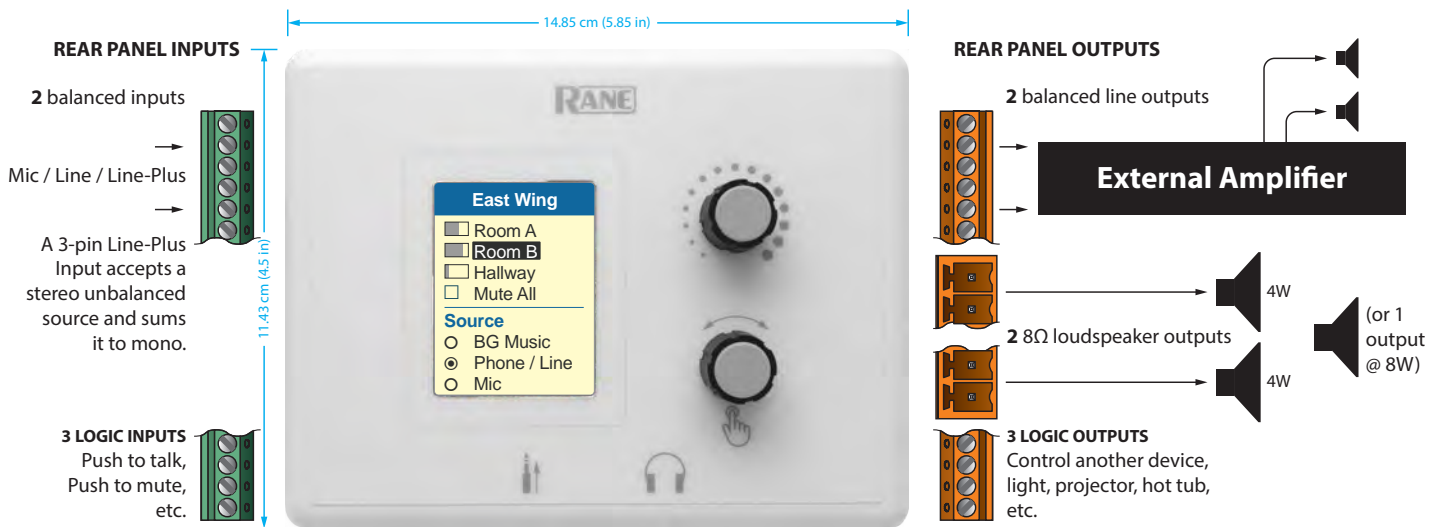 14.85 cm (5.85 in)
REAR PANEL INPUTS
2 balanced inputs
Mic / Line / Line-Plus
A 3-pin Line-Plus
Input accepts a
stereo unbalanced
source and sums
it to mono.
3 LOGIC INPUTS
Push to talk,
Push to mute,
etc.
11.43 cm (4.5 in)
RANE
East Wing
Room A
Room B
Hallway
Mute All
Source
BG Music
Phone / Line
Mic
REAR PANEL OUTPUTS
2 balanced line outputs
External Amplifier
2 8Ω loudspeaker outputs
4W
4W
(or 1
output
@ 8W)
3 LOGIC OUTPUTS
Control another device,
light, projector, hot tub,
etc.